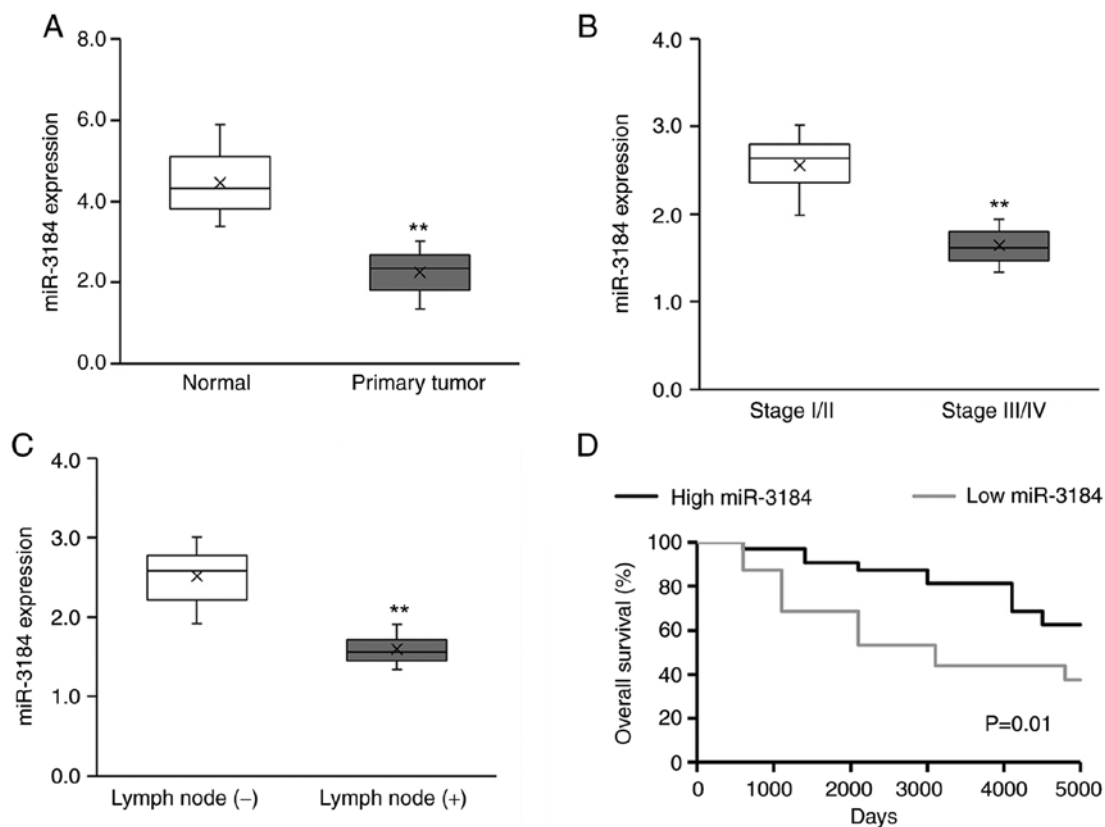 A
8.0
6.0
4.0
2.0
0.0
miR-3184 expression
**
Normal
Primary tumor
B
4.0
3.0
2.0
1.0
0.0
miR-3184 expression
**
Stage I/II
Stage III/IV
C
4.0
3.0
2.0
1.0
0.0
miR-3184 expression
**
Lymph node (−)
Lymph node (+)
D
High miR-3184
Low miR-3184
100
80
60
40
20
0
Overall survival (%)
P=0.01
0 1000 2000 3000 4000 5000
Days